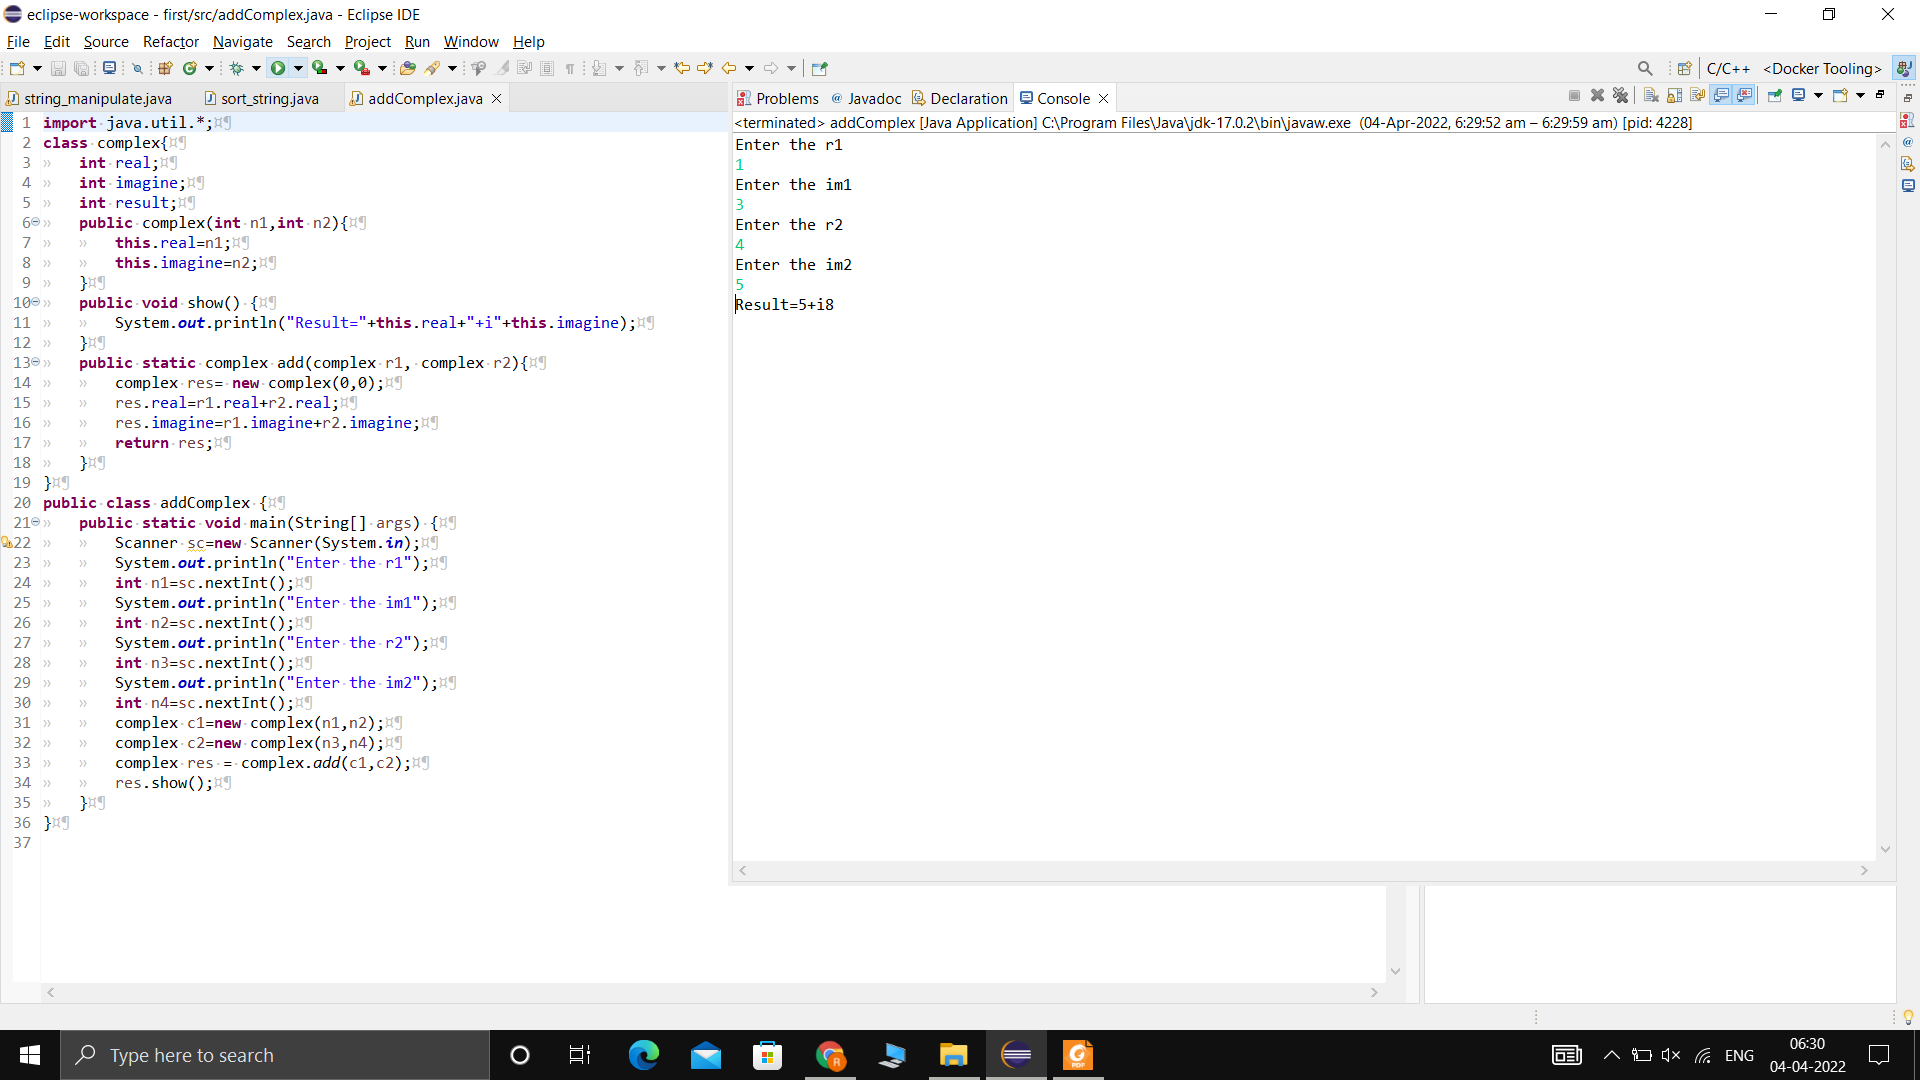 eclipse-workspace - first/src/addComplex.java - Eclipse IDE
File Edit Source Refactor Navigate Search Project Run Window Help
C/C++ <Docker Tooling>
string_manipulate.java sort_string.java addComplex.java
1 import java.util.*;
2 class complex{
3 int real;
4 int imagine;
5 int result;
6 public complex(int n1,int n2){
7 this.real=n1;
8 this.imagine=n2;
9 }
10 public void show() {
11 System.out.println("Result="+this.real+"+i"+this.imagine);
12 }
13 public static complex add(complex r1, complex r2){
14 complex res= new complex(0,0);
15 res.real=r1.real+r2.real;
16 res.imagine=r1.imagine+r2.imagine;
17 return res;
18 }
19 }
20 public class addComplex {
21 public static void main(String[] args) {
22 Scanner sc=new Scanner(System.in);
23 System.out.println("Enter the r1");
24 int n1=sc.nextInt();
25 System.out.println("Enter the im1");
26 int n2=sc.nextInt();
27 System.out.println("Enter the r2");
28 int n3=sc.nextInt();
29 System.out.println("Enter the im2");
30 int n4=sc.nextInt();
31 complex c1=new complex(n1,n2);
32 complex c2=new complex(n3,n4);
33 complex res = complex.add(c1,c2);
34 res.show();
35 }
36 }
37
Problems Javadoc Declaration Console
<terminated> addComplex [Java Application] C:\Program Files\Java\jdk-17.0.2\bin\javaw.exe (04-Apr-2022, 6:29:52 am – 6:29:59 am) [pid: 4228]
Enter the r1
1
Enter the im1
3
Enter the r2
4
Enter the im2
5
Result=5+i8
Type here to search
R
PDF
ENG
06:30
04-04-2022